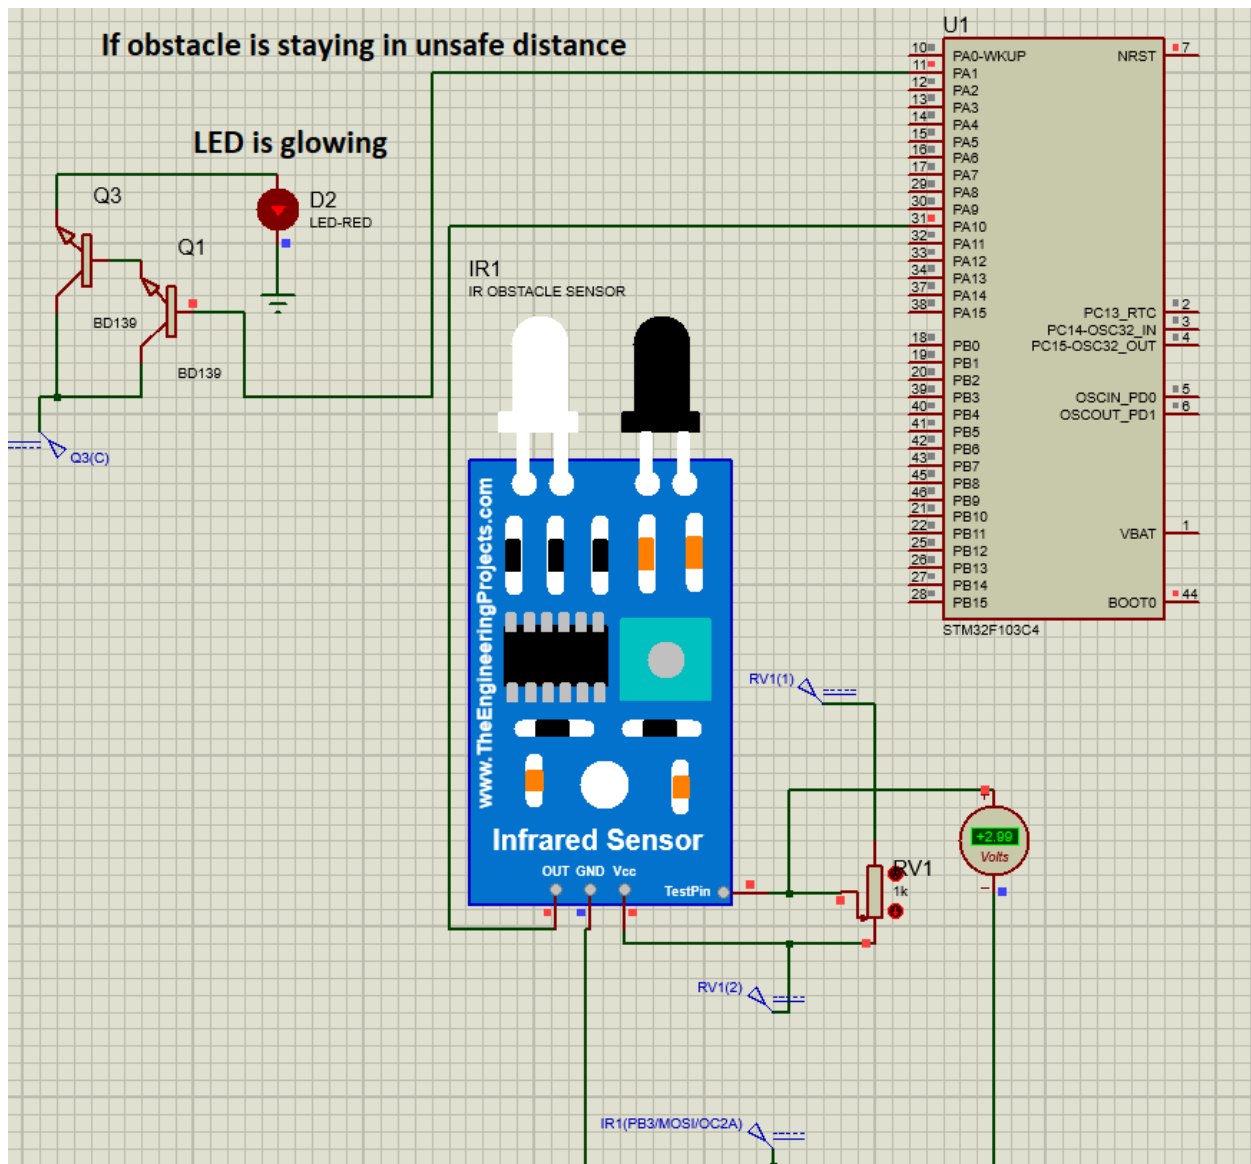 If obstacle is staying in unsafe distance
LED is glowing
Q3
D2
LED-RED
Q1
BD139
BD139
Q3(C)
IR1
IR OBSTACLE SENSOR
www.TheEngineeringProjects.com
Infrared Sensor
OUT GND Vcc
TestPin
U1
10 PA0-WKUP NRST 7
11 PA1
12 PA2
13 PA3
14 PA4
15 PA5
16 PA6
17 PA7
29 PA8
30 PA9
31 PA10
32 PA11
33 PA12
34 PA13
37 PA14
38 PA15
PC13_RTC 2
PC14-OSC32_IN 3
18 PB0 PC15-OSC32_OUT 4
19 PB1
20 PB2
39 PB3 OSCIN_PD0 5
40 PB4 OSCOUT_PD1 6
41 PB5
42 PB6
43 PB7
45 PB8
46 PB9
21 PB10
22 PB11 VBAT 1
25 PB12
26 PB13
27 PB14
28 PB15 BOOT0 44
STM32F103C4
RV1(1)
+2.99
Volts
RV1
1k
RV1(2)
IR1(PB3/MOSI/OC2A)